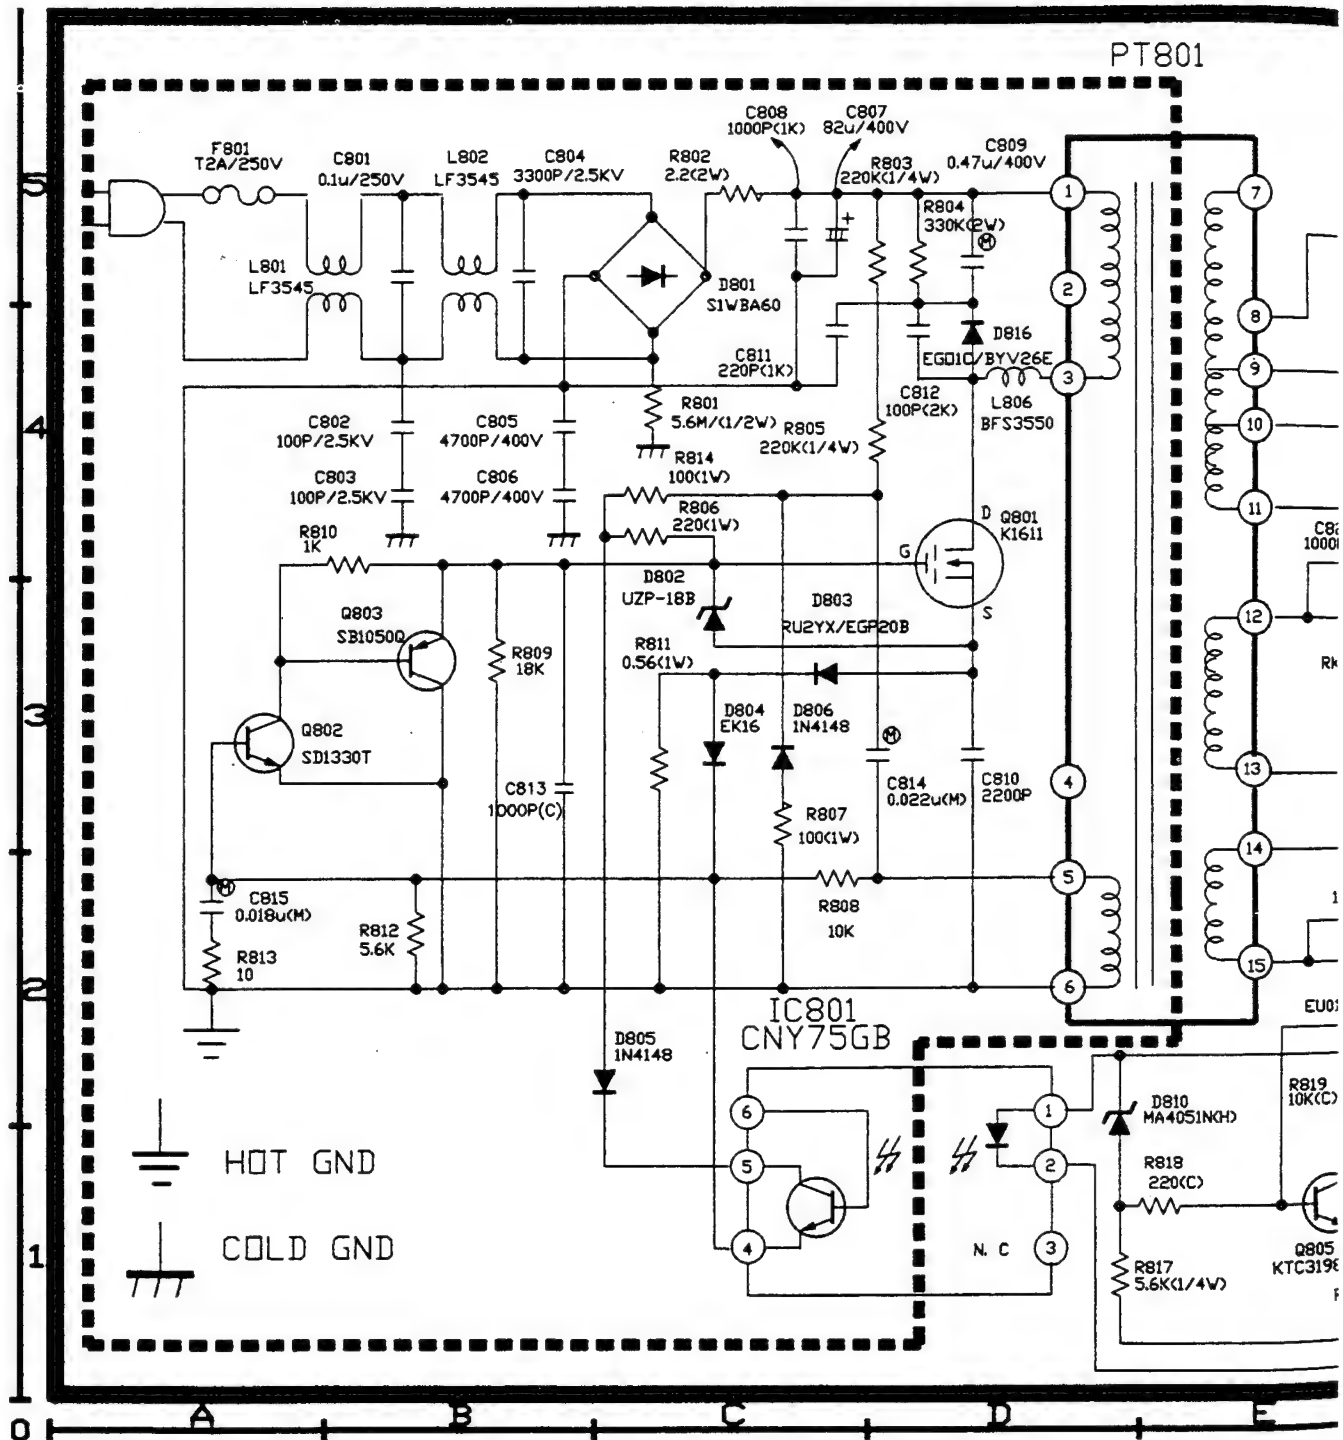 PT801
C808
1000P(1K)
C807
82u/400V
F801
T2A/250V
C801
0.1u/250V
L802
LF3545
C804
3300P/2.5KV
R802
2.2(2W)
R803
220K(1/4W)
C809
0.47u/400V
5
1
7
R804
330K(2W)
+
M
L801
LF3545
D801
S1WBA60
2
8
D816
EG01C/BYV26E
C811
220P(1K)
3
9
C812
100P(2K)
L806
BFS3550
4
C802
100P/2.5KV
C805
4700P/400V
R801
5.6M/(1/2W)
R805
220K(1/4W)
10
C803
100P/2.5KV
C806
4700P/400V
R814
100(1W)
R806
220(1W)
11
D
Q801
K1611
G
S
R810
1K
D802
UZP-18B
D803
RU2YX/EGP20B
12
Q803
SB1050Q
R809
18K
R811
0.56(1W)
3
D804
EK16
D806
1N4148
Q802
SD1330T
M
13
C813
1000P(C)
C814
0.022u(M)
C810
2200P
4
R807
100(1W)
14
5
M
C815
0.018u(M)
R812
5.6K
R808
10K
R813
10
15
2
6
IC801
CNY75GB
D805
1N4148
6
1
D810
MA4051N(H)
R819
10K(C)
HOT GND
5
2
R818
220(C)
COLD GND
1
4
N. C
3
R817
5.6K(1/4W)
Q805
0
A
B
C
D
E